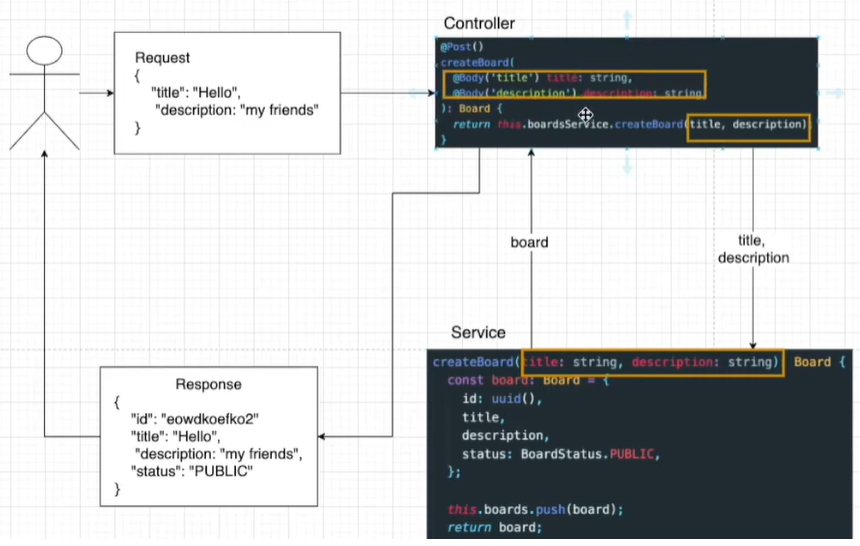 Controller
Request
{
"title": "Hello",
"description: "my friends"
}
@Post()
createBoard(
@Body('title') title: string,
@Body('description') description: string
): Board {
return this.boardsService.createBoard(title, description)
}
board
title,
description
Service
createBoard(title: string, description: string) Board {
const board: Board = {
id: uuid(),
title,
description,
status: BoardStatus.PUBLIC,
};
this.boards.push(board);
return board;
Response
{
"id": "eowdkoefko2"
"title": "Hello",
"description: "my friends",
"status": "PUBLIC"
}